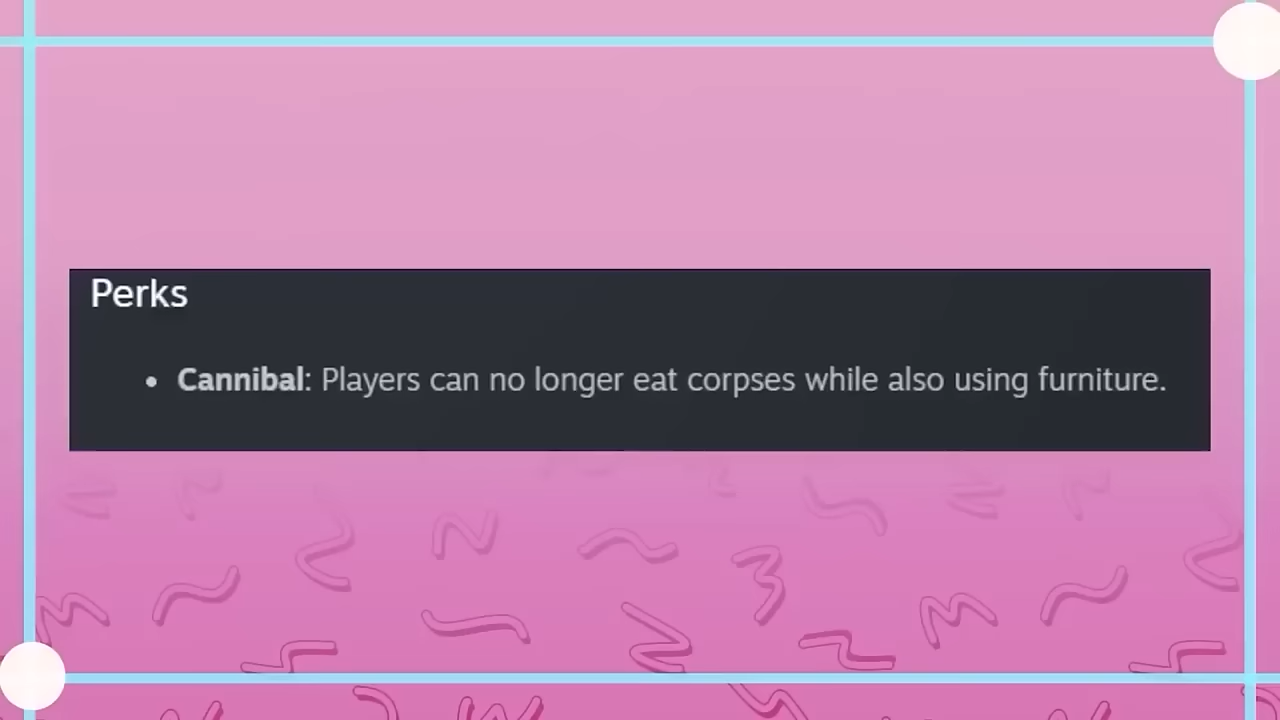 Perks
• Cannibal: Players can no longer eat corpses while also using furniture.